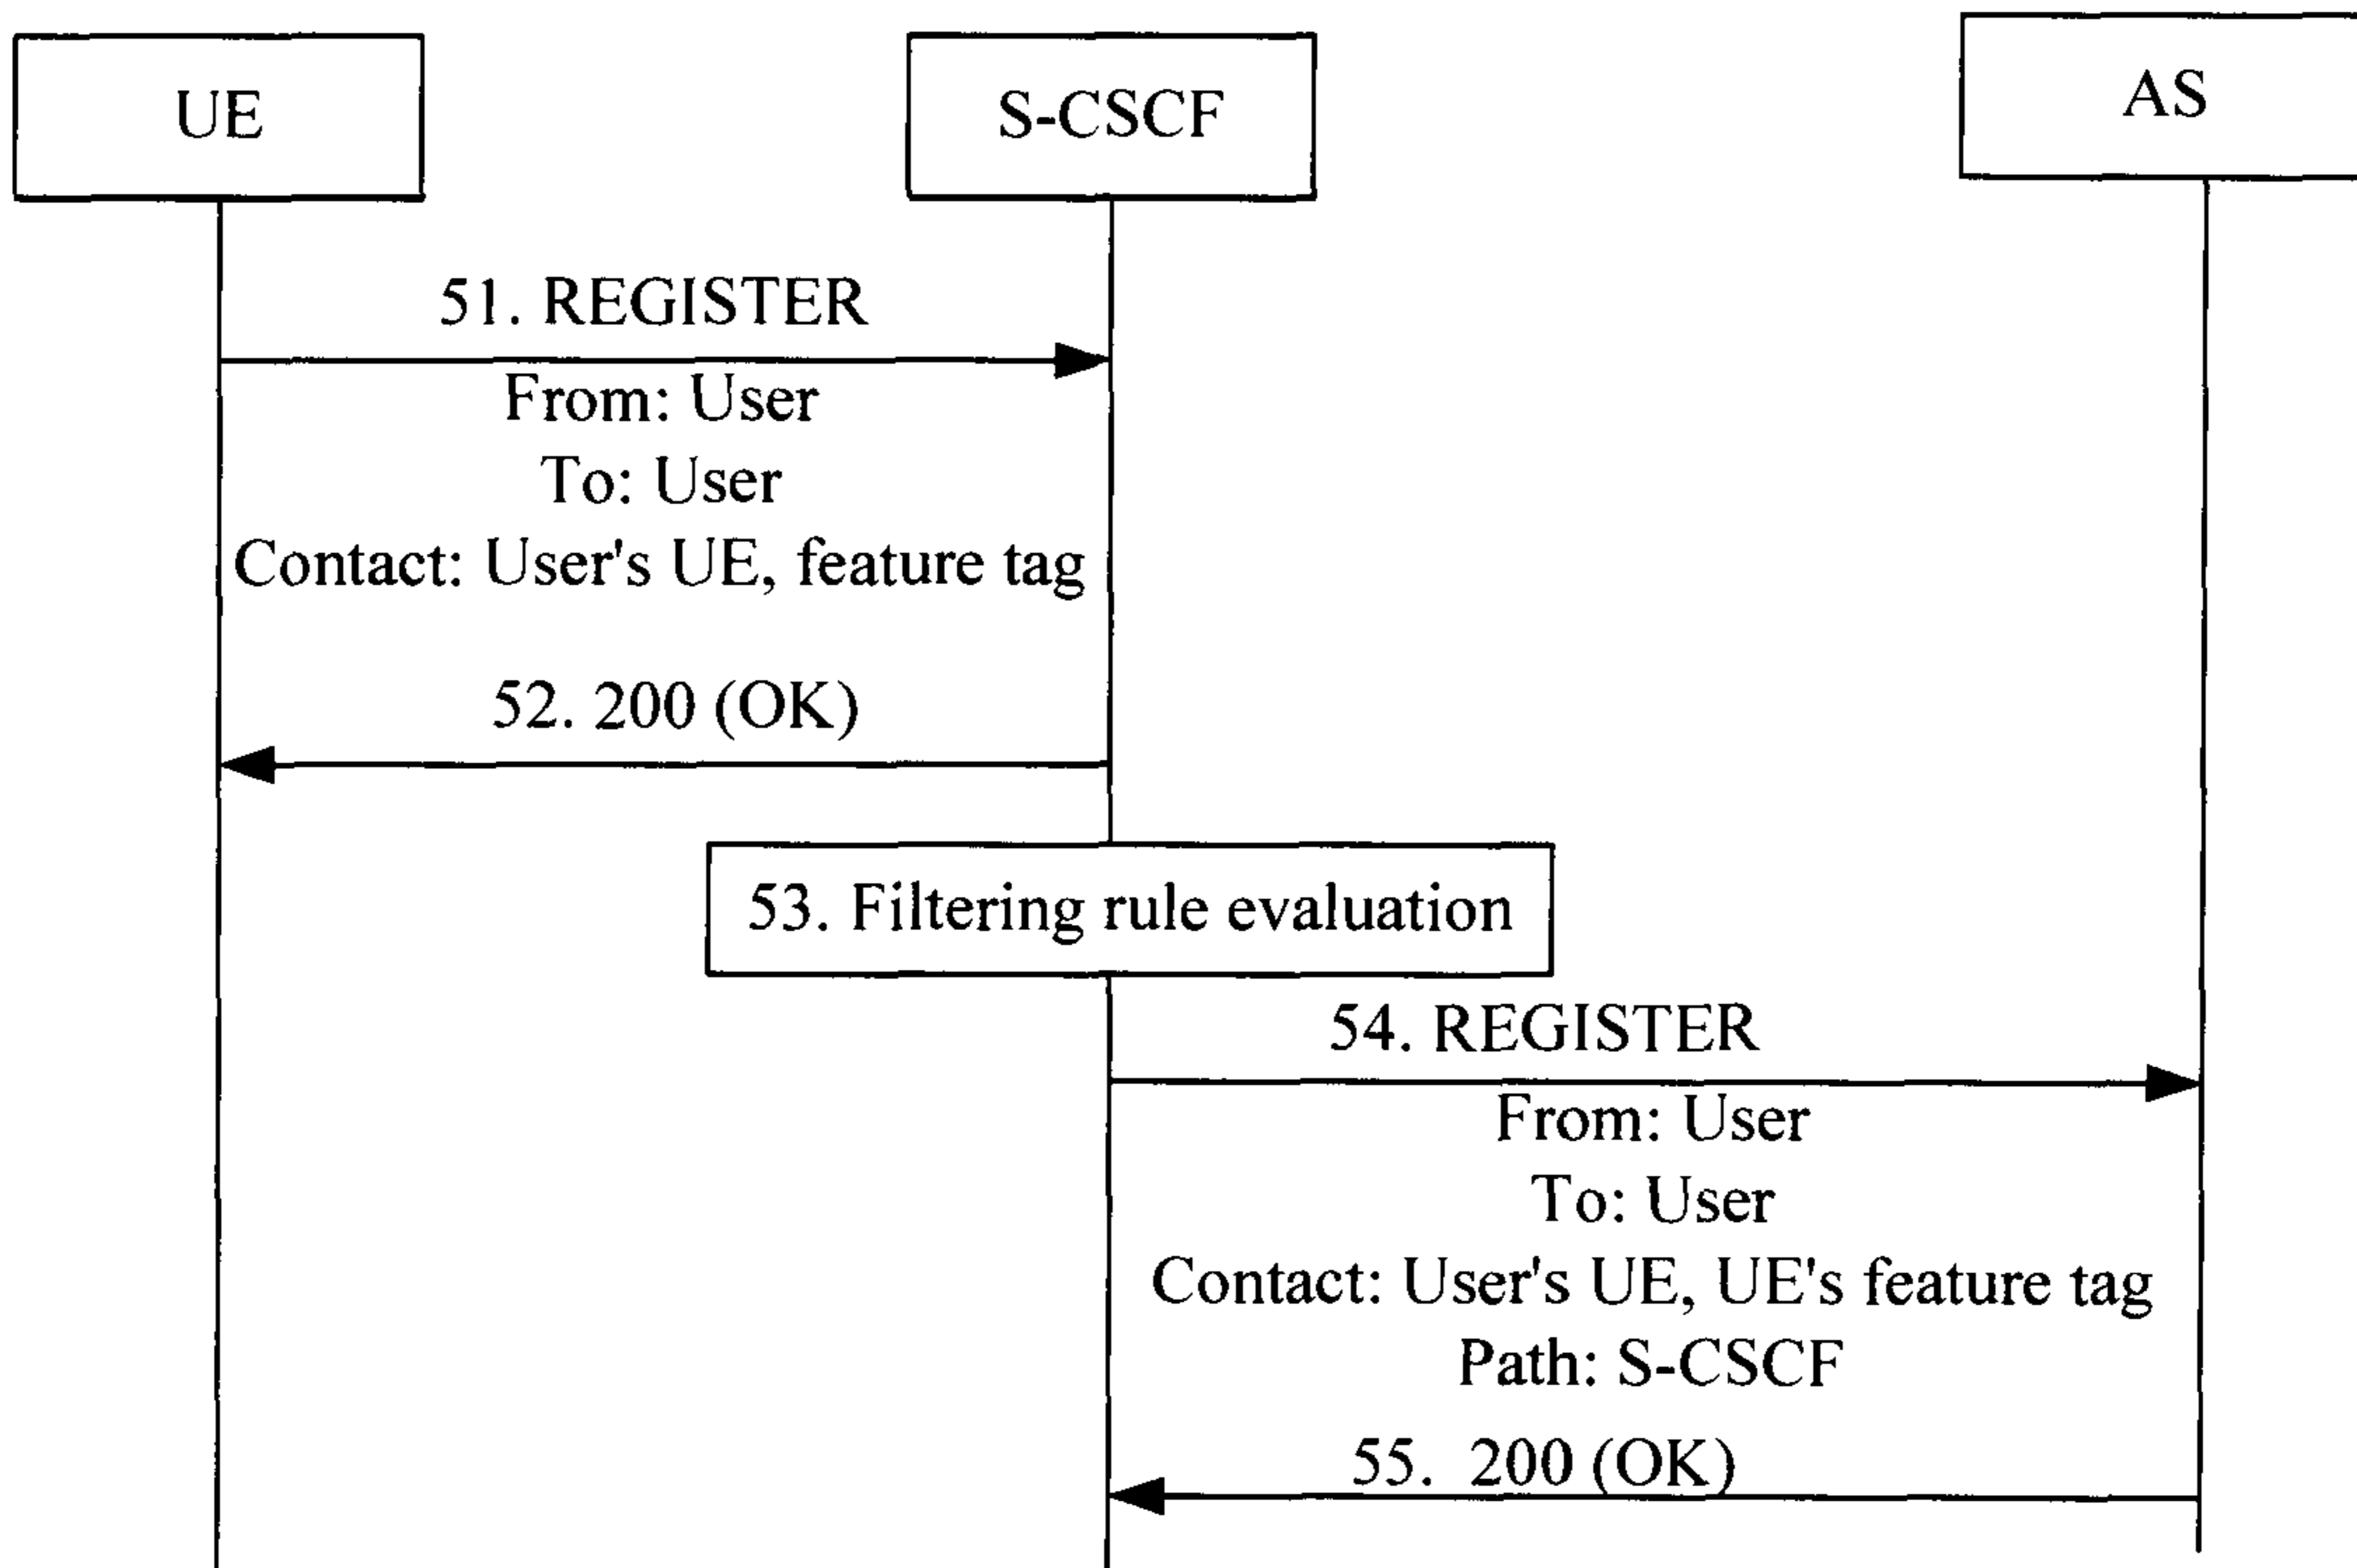 UE
S-CSCF
AS
51. REGISTER
From: User
To: User
Contact: User's UE, feature tag
52. 200 (OK)
53. Filtering rule evaluation
54. REGISTER
From: User
To: User
Contact: User's UE, UE's feature tag
Path: S-CSCF
55. 200 (OK)